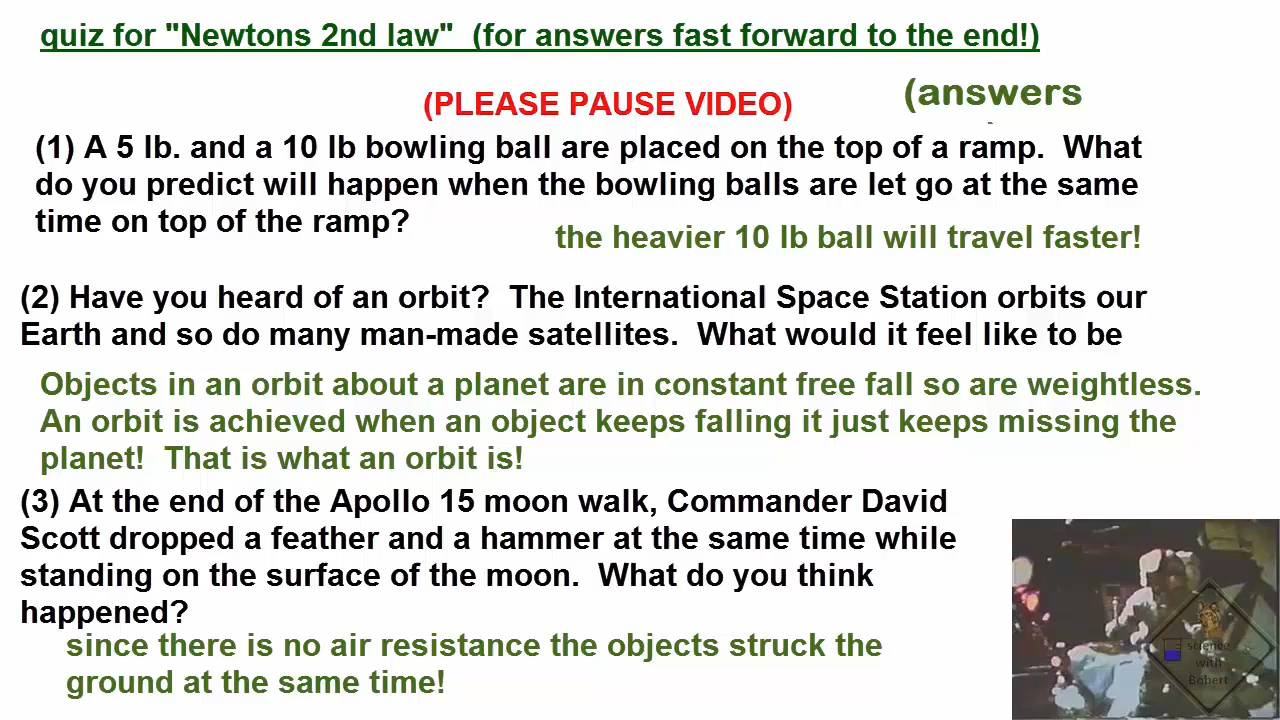 quiz for "Newtons 2nd law"  (for answers fast forward to the end!)
(answers
(PLEASE PAUSE VIDEO)
(1) A 5 lb. and a 10 lb bowling ball are placed on the top of a ramp.  What
do you predict will happen when the bowling balls are let go at the same
time on top of the ramp?
the heavier 10 lb ball will travel faster!
(2) Have you heard of an orbit?  The International Space Station orbits our
Earth and so do many man-made satellites.  What would it feel like to be
Objects in an orbit about a planet are in constant free fall so are weightless.
An orbit is achieved when an object keeps falling it just keeps missing the
planet!  That is what an orbit is!
(3) At the end of the Apollo 15 moon walk, Commander David
Scott dropped a feather and a hammer at the same time while
standing on the surface of the moon.  What do you think
happened?
since there is no air resistance the objects struck the
ground at the same time!
science
with
Bobert